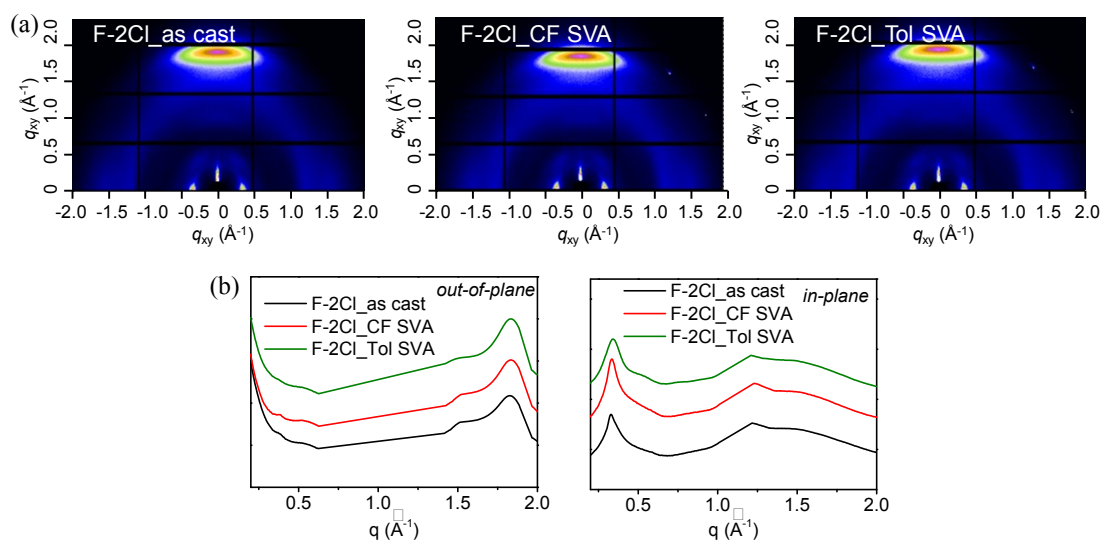 (a)
F-2Cl_as cast
F-2Cl_CF SVA
F-2Cl_Tol SVA
q_xy (Å⁻¹)
2.0
1.5
1.0
0.5
0
-2.0 -1.5 -1.0 -0.5 0 0.5 1.0 1.5 2.0
q_xy (Å⁻¹)
q_xy (Å⁻¹)
2.0
1.5
1.0
0.5
0
-2.0 -1.5 -1.0 -0.5 0 0.5 1.0 1.5 2.0
q_xy (Å⁻¹)
q_xy (Å⁻¹)
2.0
1.5
1.0
0.5
0
-2.0 -1.5 -1.0 -0.5 0 0.5 1.0 1.5 2.0
q_xy (Å⁻¹)
(b)
out-of-plane
F-2Cl_as cast
F-2Cl_CF SVA
F-2Cl_Tol SVA
0.5 1.0 1.5 2.0
q (Å⁻¹)
in-plane
F-2Cl_as cast
F-2Cl_CF SVA
F-2Cl_Tol SVA
0.5 1.0 1.5 2.0
q (Å⁻¹)